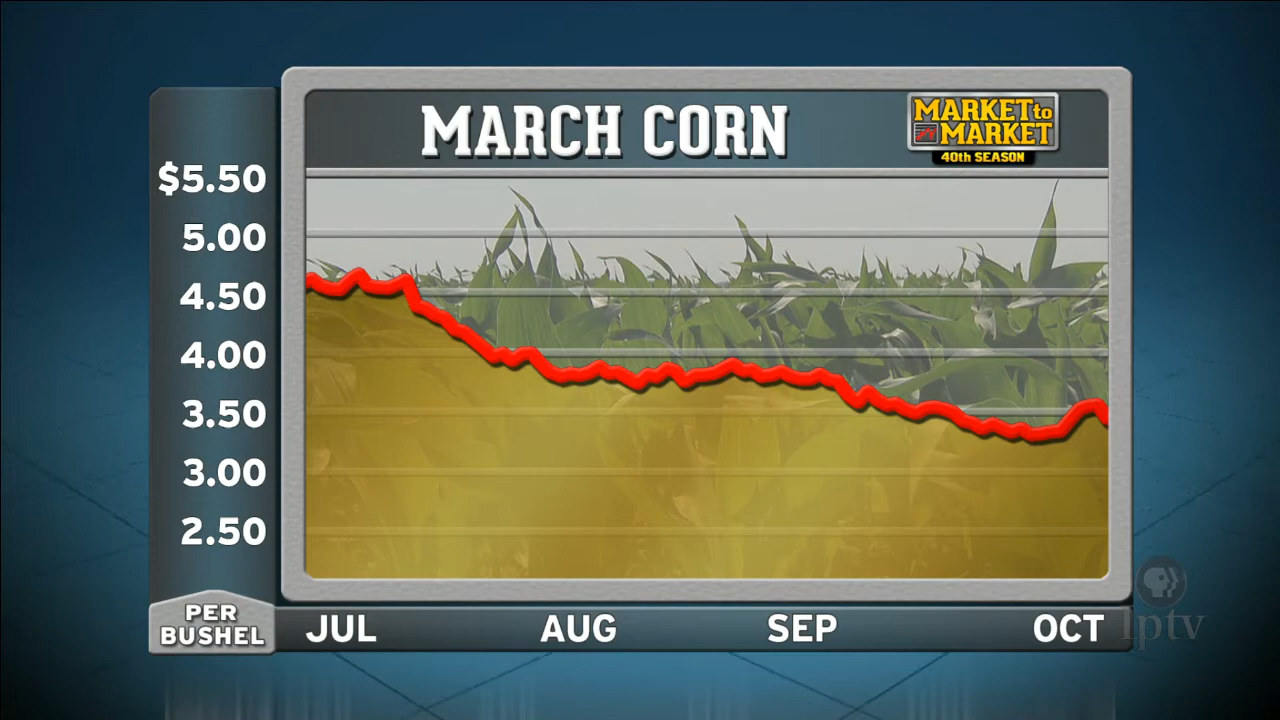 MARCH CORN
MARKET to
MARKET
40th SEASON
$5.50
5.00
4.50
4.00
3.50
3.00
2.50
PER
BUSHEL
JUL AUG SEP OCT
iptv